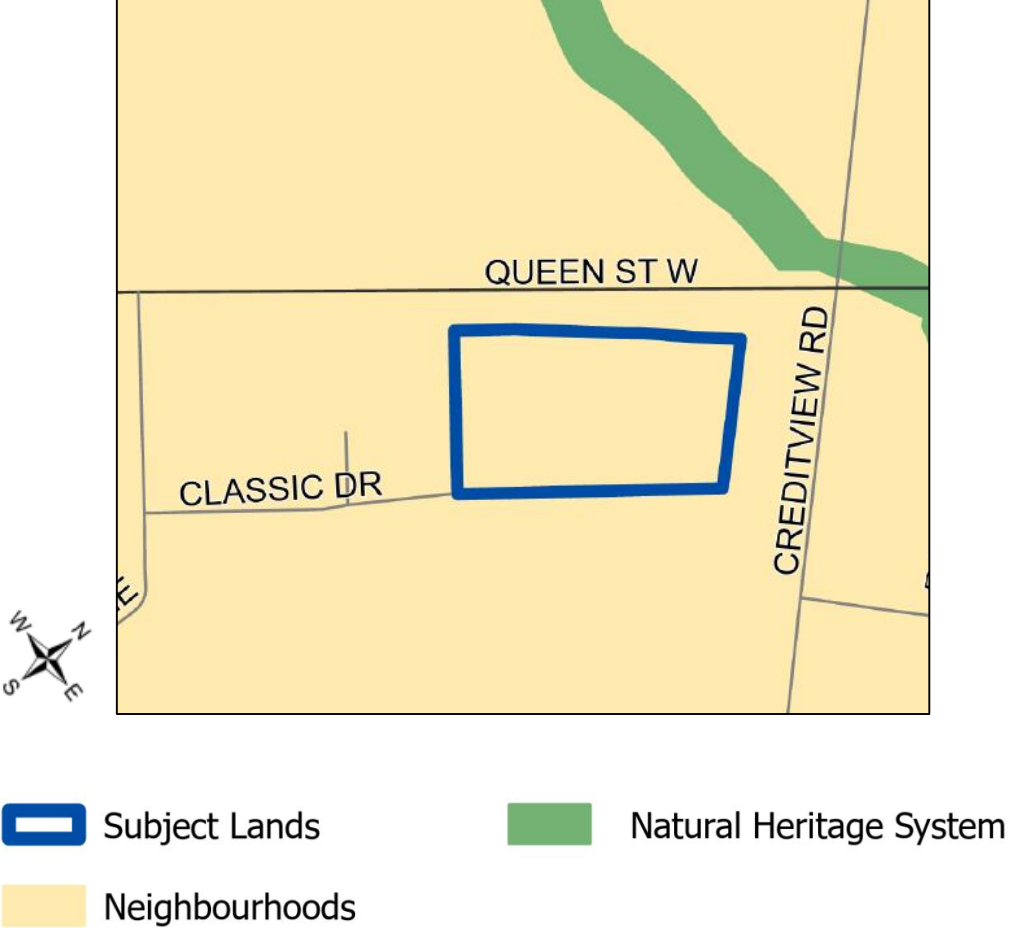 QUEEN ST W
CREDITVIEW RD
CLASSIC DR
W
N
S
E
Subject Lands
Natural Heritage System
Neighbourhoods